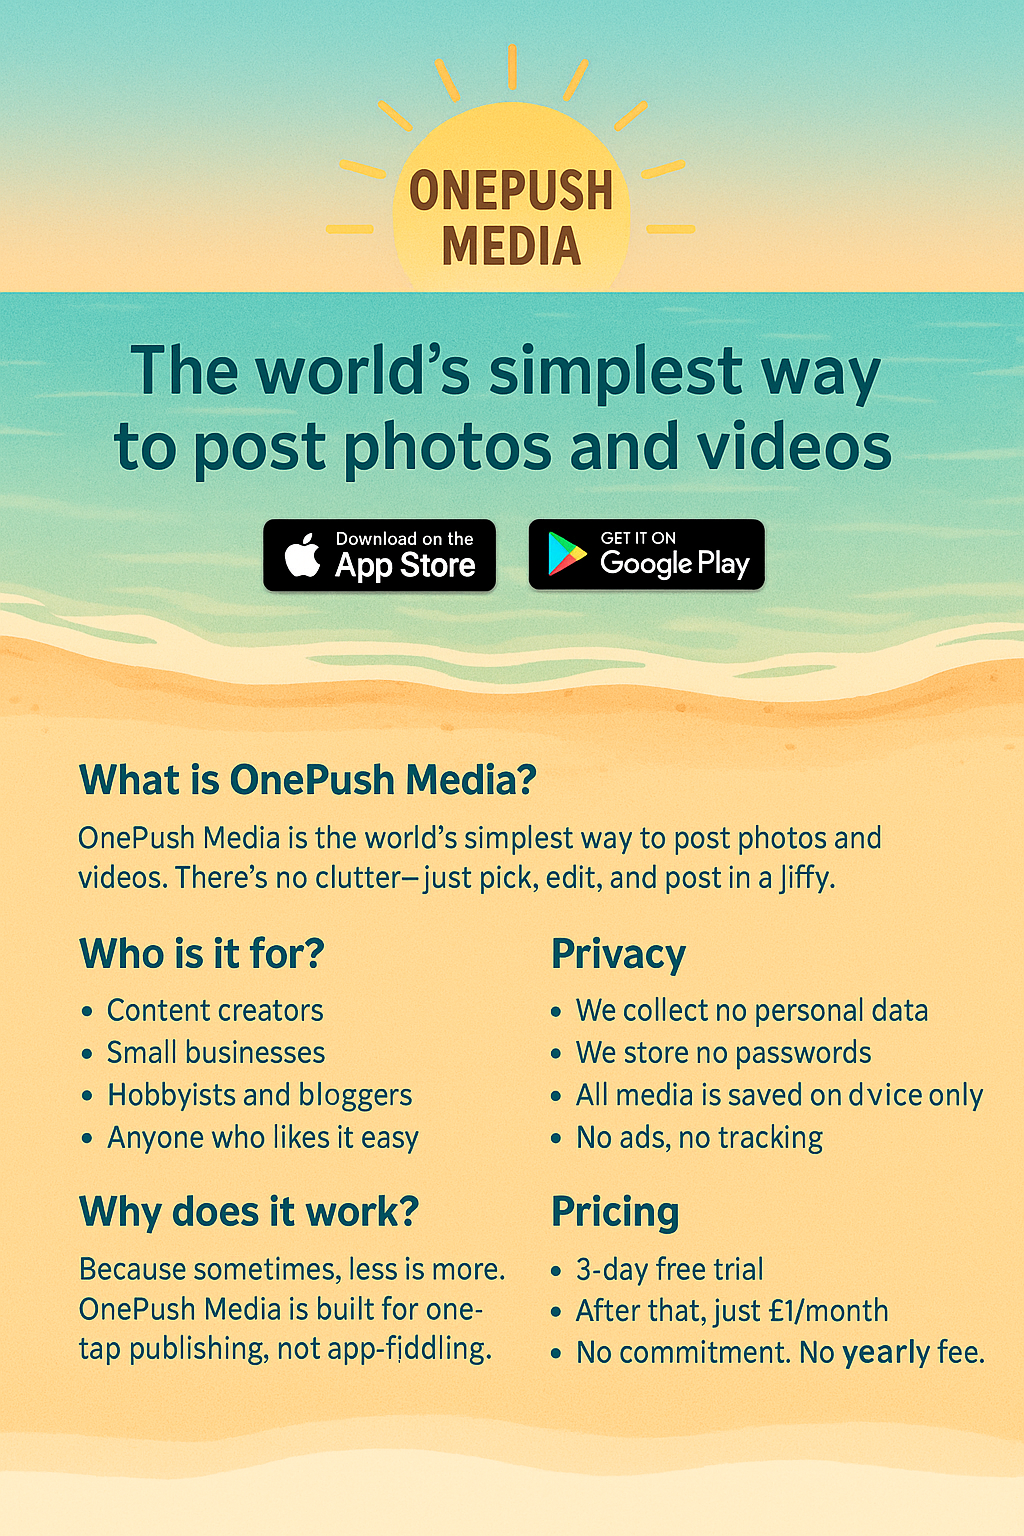 ONEPUSH
MEDIA
The world's simplest way
to post photos and videos
Download on the
App Store
GET IT ON
Google Play
What is OnePush Media?
OnePush Media is the world's simplest way to post photos and
videos. There's no clutter—just pick, edit, and post in a Jiffy.
Who is it for?
• Content creators
• Small businesses
• Hobbyists and bloggers
• Anyone who likes it easy
Privacy
• We collect no personal data
• We store no passwords
• All media is saved on dvice only
• No ads, no tracking
Why does it work?
Because sometimes, less is more.
OnePush Media is built for one-
tap publishing, not app-fiddling.
Pricing
• 3-day free trial
• After that, just £1/month
• No commitment. No yearly fee.